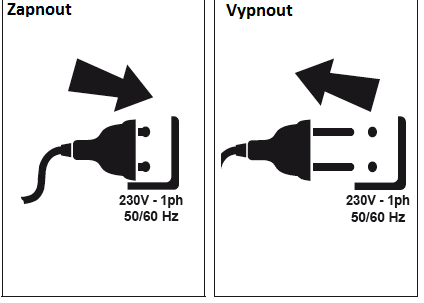 Zapnout
230V - 1ph
50/60 Hz
Vypnout
230V - 1ph
50/60 Hz